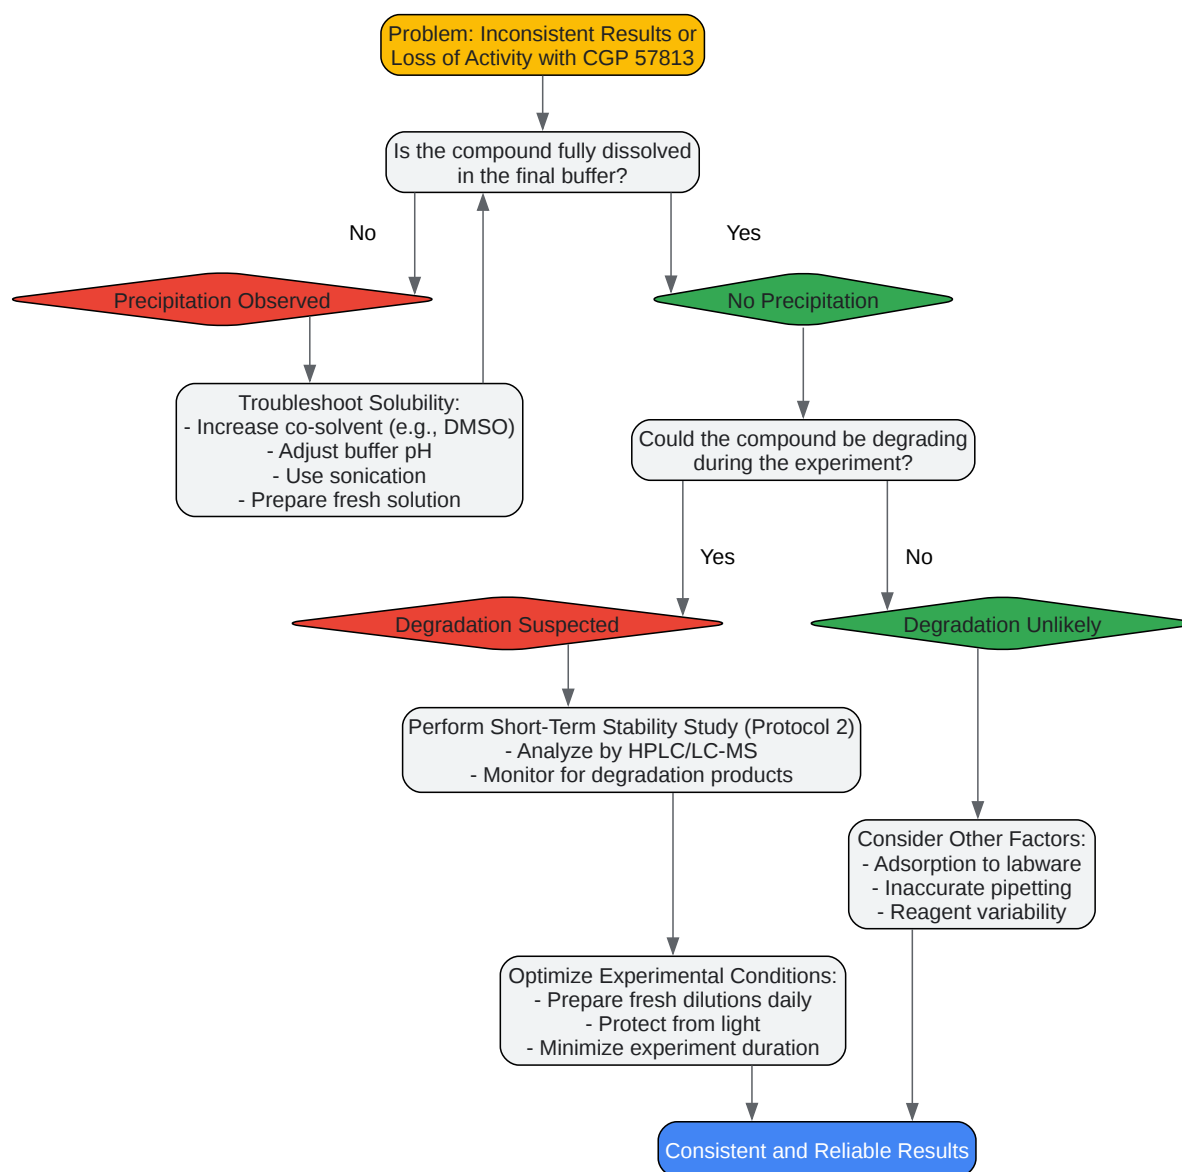 Problem: Inconsistent Results or
Loss of Activity with CGP 57813
Is the compound fully dissolved
in the final buffer?
No
Yes
Precipitation Observed
No Precipitation
Troubleshoot Solubility:
- Increase co-solvent (e.g., DMSO)
- Adjust buffer pH
- Use sonication
- Prepare fresh solution
Could the compound be degrading
during the experiment?
Yes
No
Degradation Suspected
Degradation Unlikely
Perform Short-Term Stability Study (Protocol 2)
- Analyze by HPLC/LC-MS
- Monitor for degradation products
Consider Other Factors:
- Adsorption to labware
- Inaccurate pipetting
- Reagent variability
Optimize Experimental Conditions:
- Prepare fresh dilutions daily
- Protect from light
- Minimize experiment duration
Consistent and Reliable Results